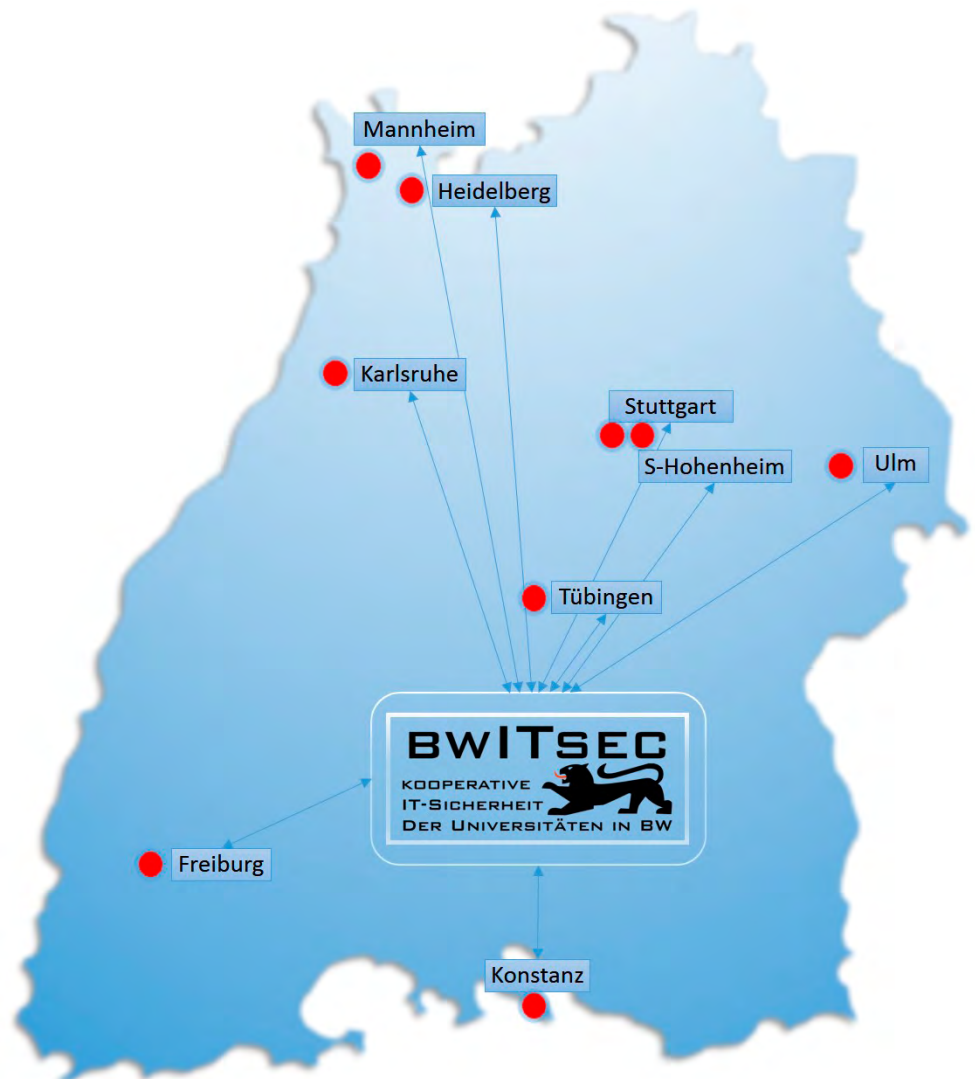 Mannheim
Heidelberg
Karlsruhe
Stuttgart
S-Hohenheim
Ulm
Tübingen
BWITSEC
KOOPERATIVE
IT-SICHERHEIT
DER UNIVERSITÄTEN IN BW
Freiburg
Konstanz